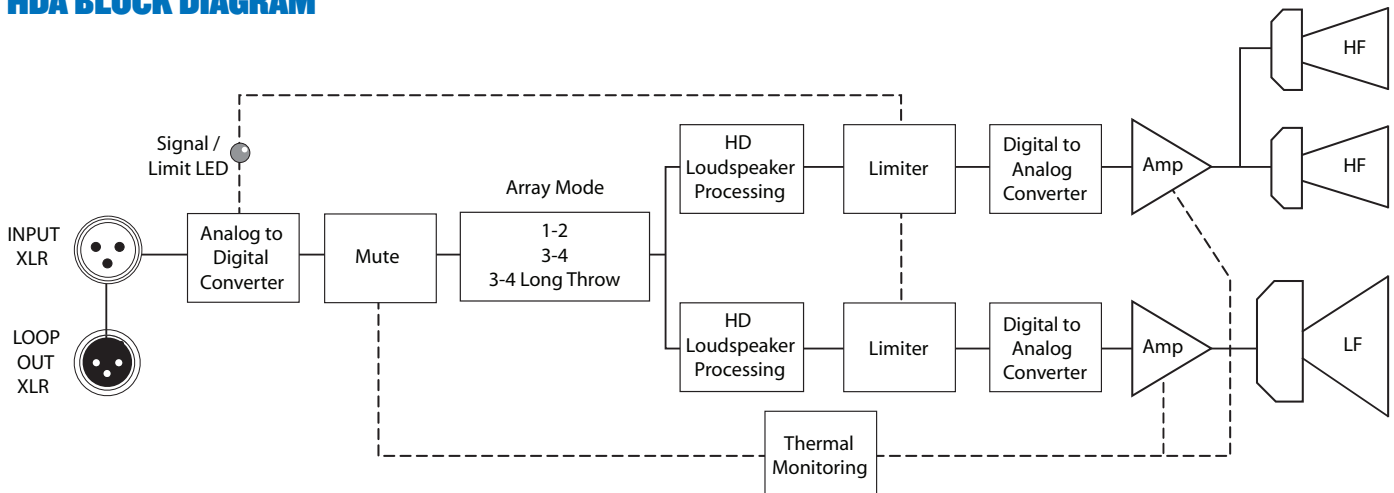 HDA BLOCK DIAGRAM
Signal /
Limit LED
INPUT
XLR
LOOP
OUT
XLR
Analog to
Digital
Converter
Mute
Array Mode
1-2
3-4
3-4 Long Throw
HD
Loudspeaker
Processing
Limiter
Digital to
Analog
Converter
Amp
HF
HF
HD
Loudspeaker
Processing
Limiter
Digital to
Analog
Converter
Amp
LF
Thermal
Monitoring